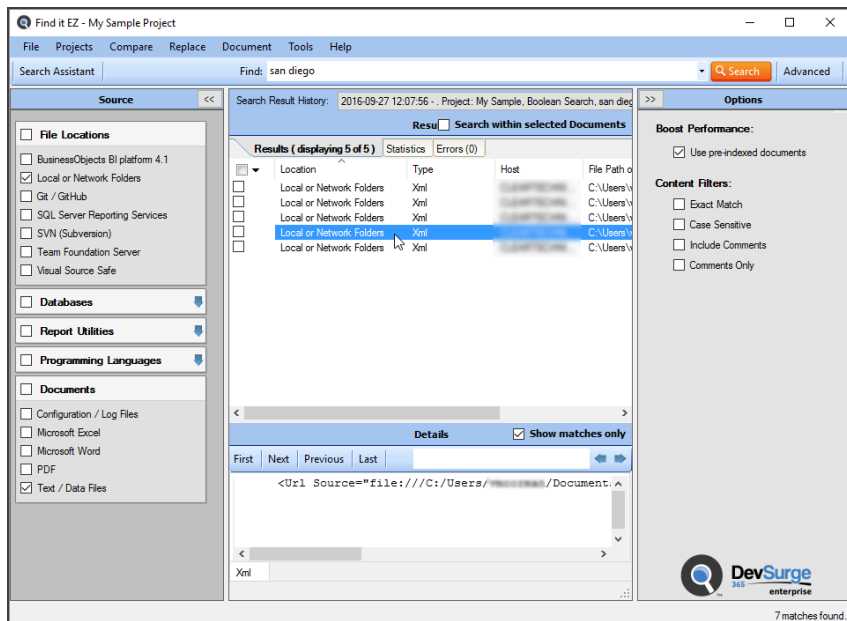 Find it EZ - My Sample Project
File Projects Compare Replace Document Tools Help
Search Assistant Find: san diego Search Advanced
Source <<
File Locations
BusinessObjects BI platform 4.1
Local or Network Folders
Git / GitHub
SQL Server Reporting Services
SVN (Subversion)
Team Foundation Server
Visual Source Safe
Databases
Report Utilities
Programming Languages
Documents
Configuration / Log Files
Microsoft Excel
Microsoft Word
PDF
Text / Data Files
Search Result History: 2016-09-27 12:07:56 - . Project: My Sample, Boolean Search, san dieg
Resu Search within selected Documents
Results ( displaying 5 of 5 ) Statistics Errors (0)
Location Type Host File Path o
Local or Network Folders Xml C:\Users\
Local or Network Folders Xml C:\Users\
Local or Network Folders Xml C:\Users\
Local or Network Folders Xml C:\Users\
Local or Network Folders Xml C:\Users\
< >
Details Show matches only
First Next Previous Last
<Url Source="file:///C:/Users/ /Document
< >
Xml
>> Options
Boost Performance:
Use pre-indexed documents
Content Filters:
Exact Match
Case Sensitive
Include Comments
Comments Only
DevSurge
365
enterprise
™
7 matches found.